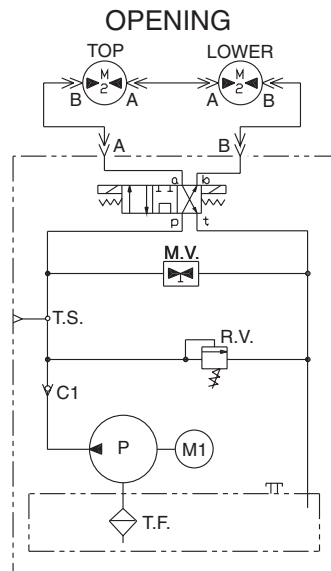 OPENING
TOP LOWER
M M
2 2
B A A B
A B
a b
p t
M.V.
T.S.
R.V.
C1
P M1
T.F.